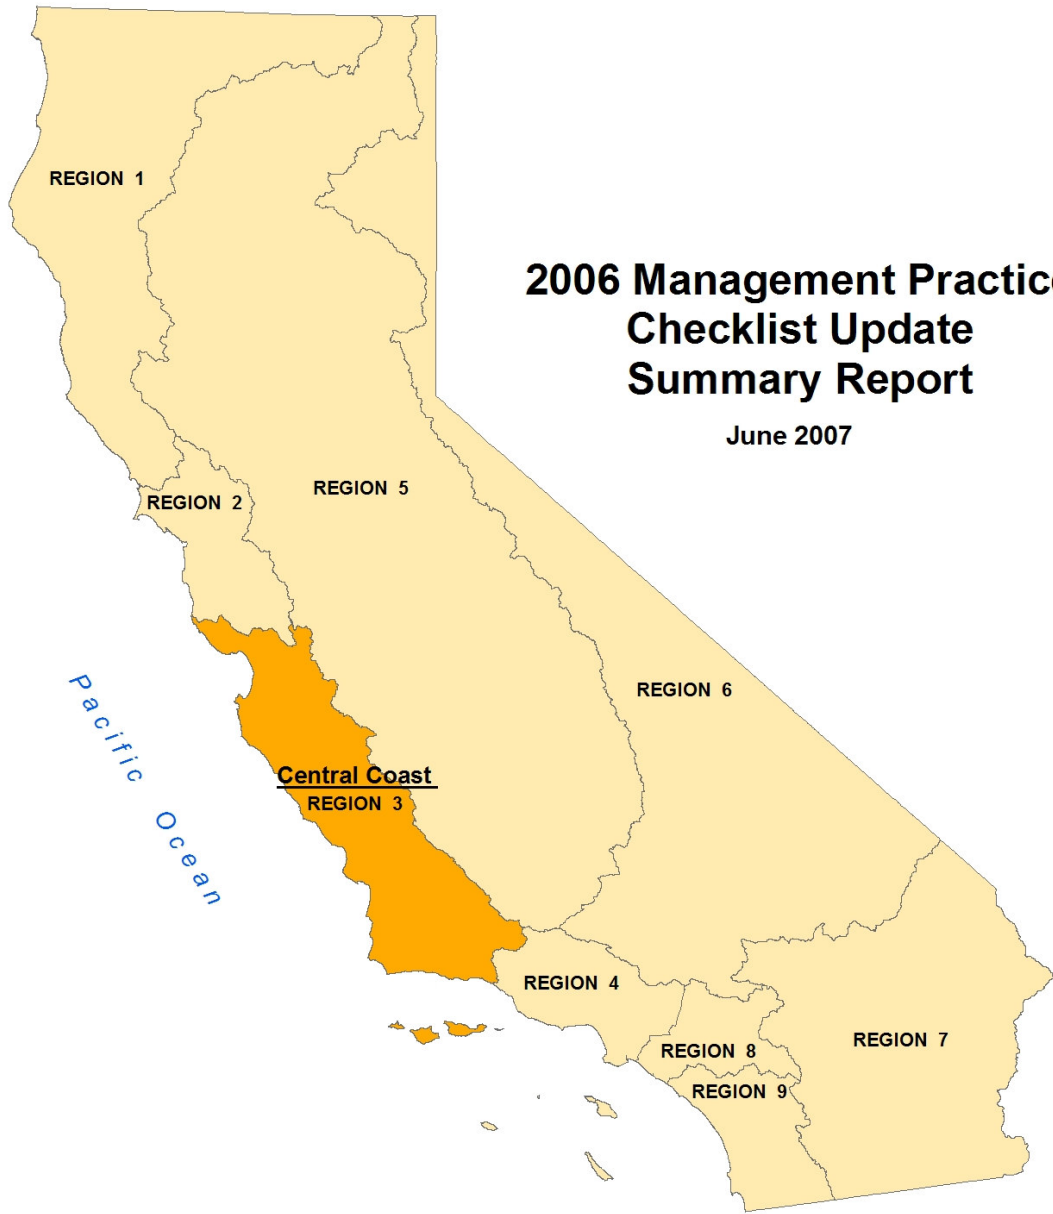 REGION 1
2006 Management Practice
Checklist Update
Summary Report
June 2007
REGION 2
REGION 5
REGION 6
Pacific Ocean
Central Coast
REGION 3
REGION 4
REGION 7
REGION 8
REGION 9